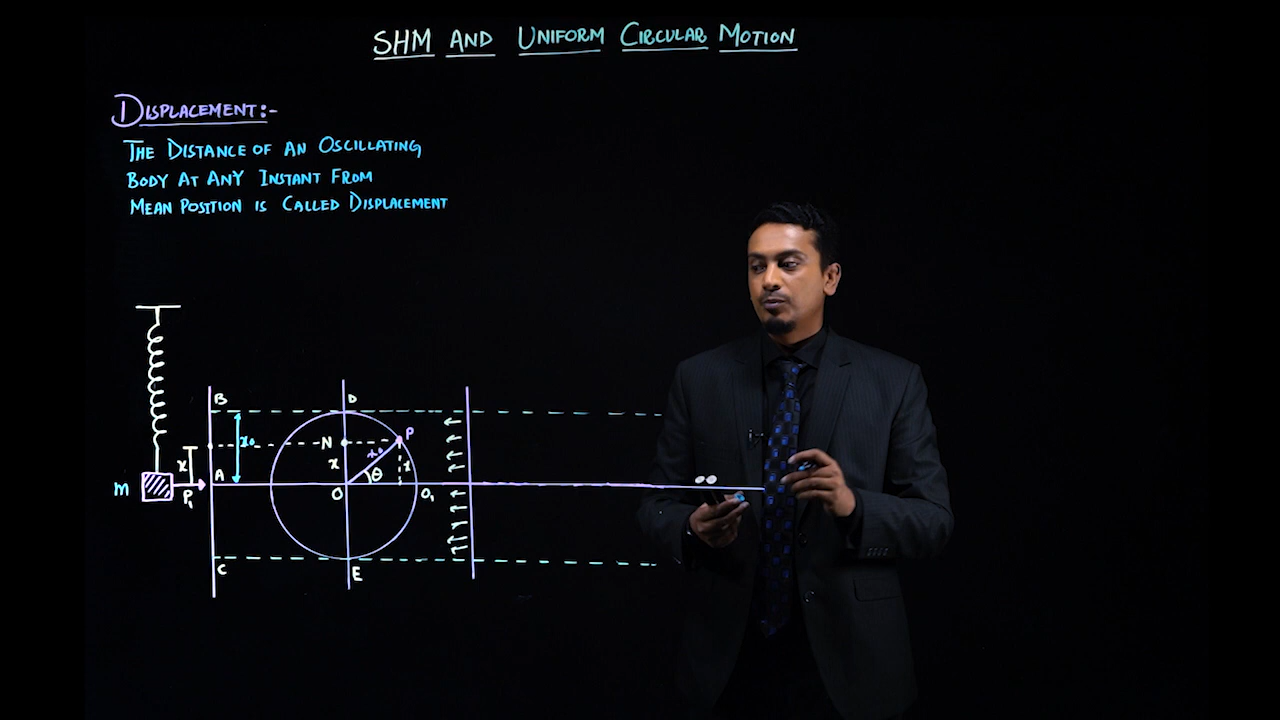 SHM AND UNIFORM CIRCULAR MOTION
DISPLACEMENT:-
THE DISTANCE OF AN OSCILLATING
BODY AT ANY INSTANT FROM
MEAN POSITION IS CALLED DISPLACEMENT
B D
x₀ N x₀ P
x x θ x
m P₁ A O O₁
C E